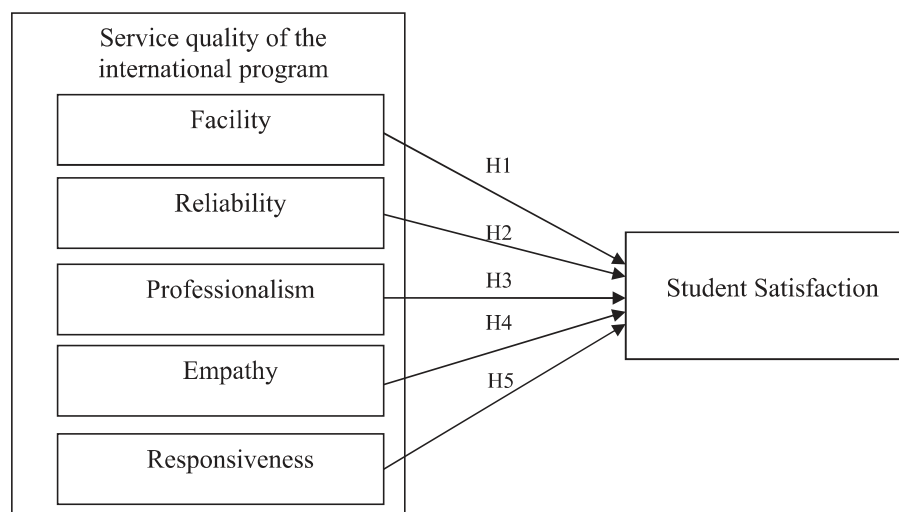 Service quality of the
international program
Facility
Reliability
Professionalism
Empathy
Responsiveness
H1
H2
H3
H4
H5
Student Satisfaction